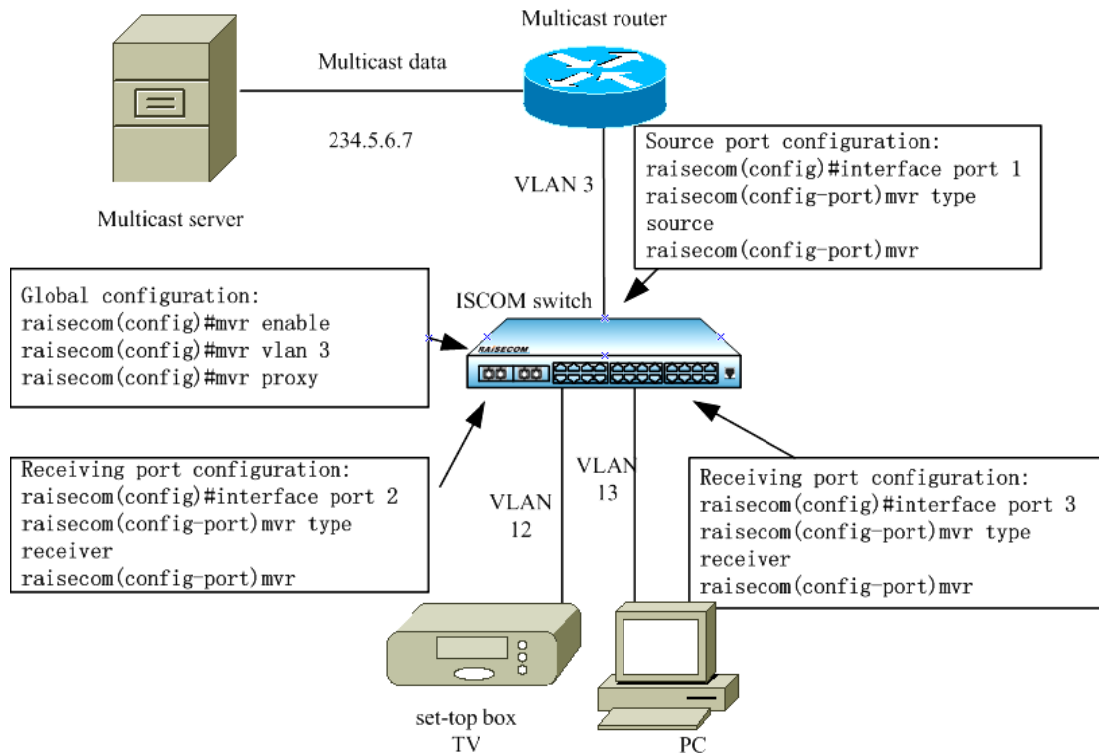 Multicast router
Multicast data
234.5.6.7
Multicast server
VLAN 3
Source port configuration:
raisecom(config)#interface port 1
raisecom(config-port)mvr type
source
raisecom(config-port)mvr
Global configuration:
raisecom(config)#mvr enable
raisecom(config)#mvr vlan 3
raisecom(config)#mvr proxy
ISCOM switch
RAISECOM
Receiving port configuration:
raisecom(config)#interface port 2
raisecom(config-port)mvr type
receiver
raisecom(config-port)mvr
VLAN
12
VLAN
13
Receiving port configuration:
raisecom(config)#interface port 3
raisecom(config-port)mvr type
receiver
raisecom(config-port)mvr
set-top box
TV
PC